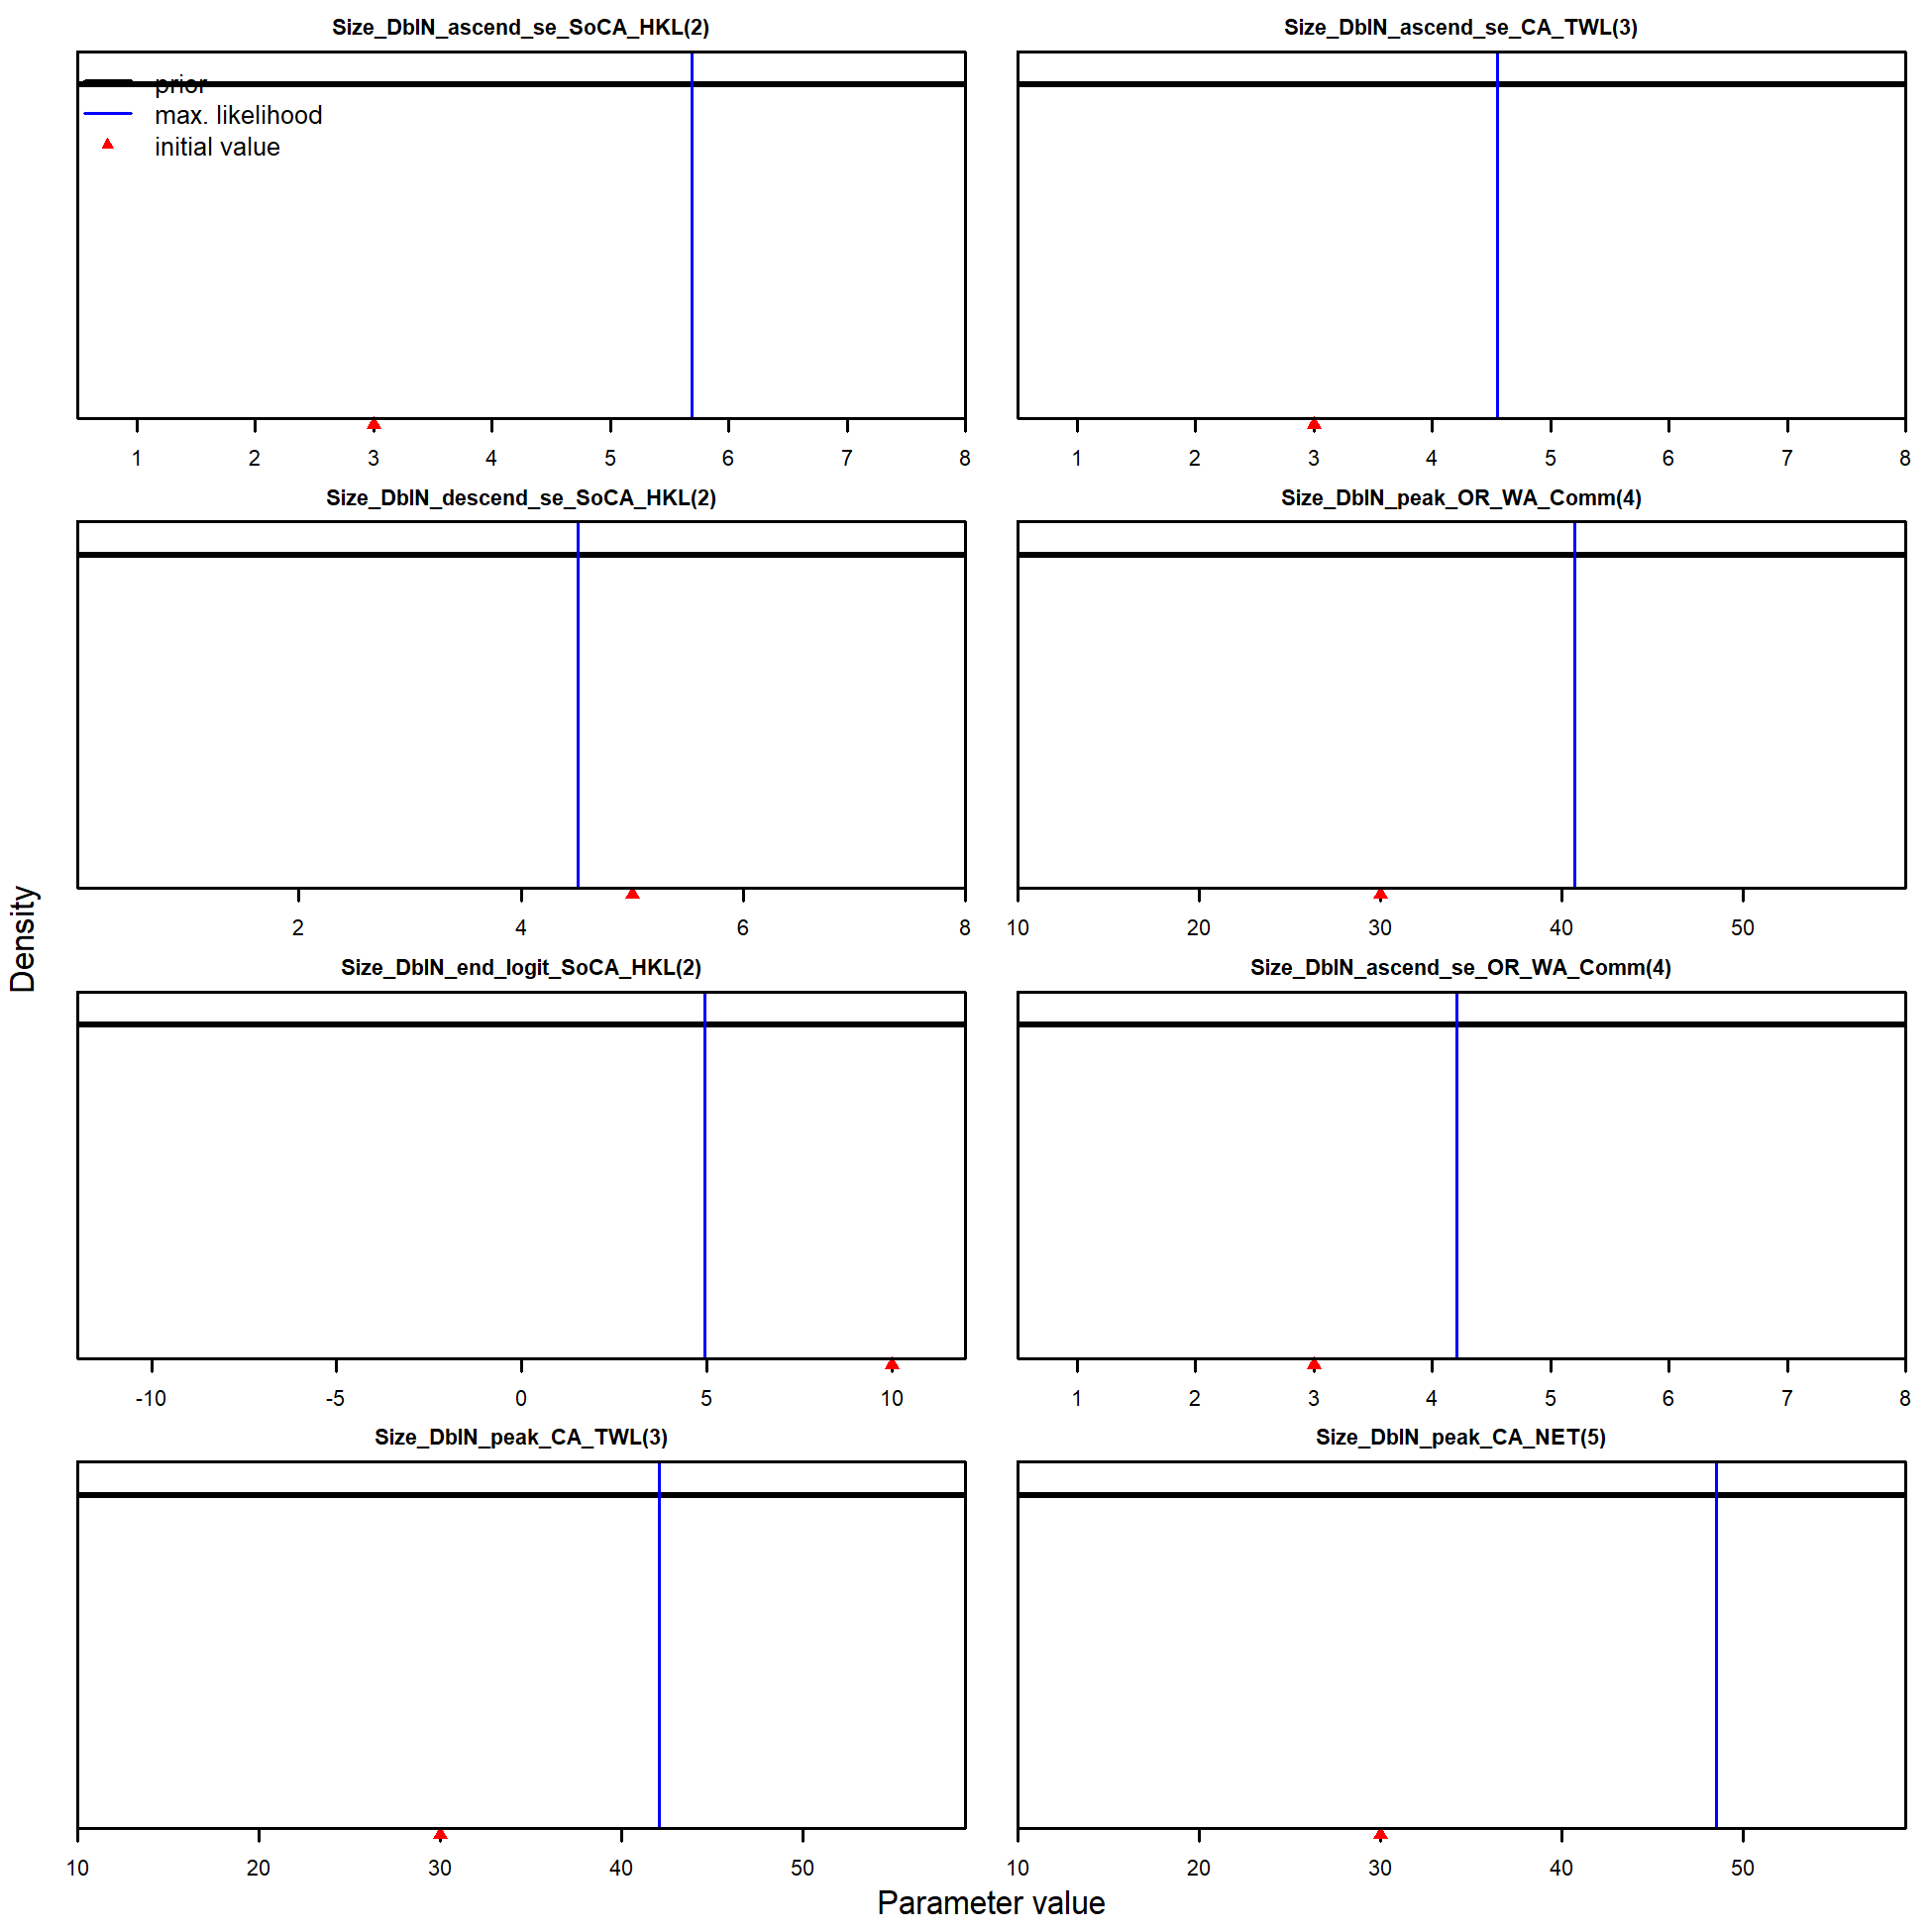 Size_DblN_ascend_se_SoCA_HKL(2)
prior
max. likelihood
initial value
1 2 3 4 5 6 7 8
Size_DblN_ascend_se_CA_TWL(3)
1 2 3 4 5 6 7 8
Size_DblN_descend_se_SoCA_HKL(2)
2 4 6 8
Size_DblN_peak_OR_WA_Comm(4)
10 20 30 40 50
Size_DblN_end_logit_SoCA_HKL(2)
-10 -5 0 5 10
Size_DblN_ascend_se_OR_WA_Comm(4)
1 2 3 4 5 6 7 8
Size_DblN_peak_CA_TWL(3)
10 20 30 40 50
Size_DblN_peak_CA_NET(5)
10 20 30 40 50
Density
Parameter value